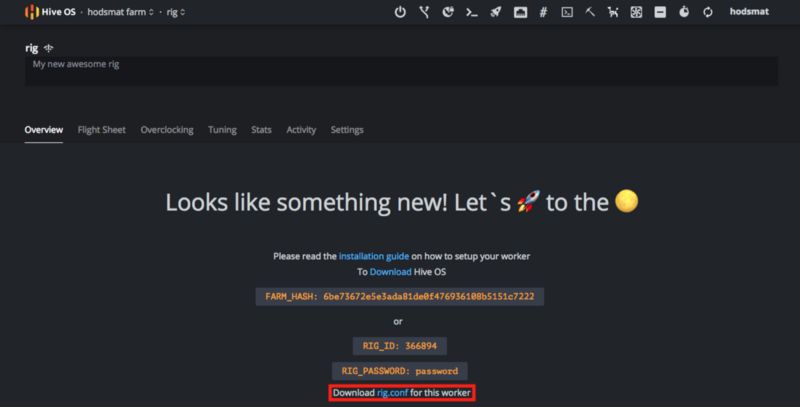 Hive OS · hodsmat farm · rig hodsmat
rig
My new awesome rig
Overview Flight Sheet Overclocking Tuning Stats Activity Settings
Looks like something new! Let`s 🚀 to the 🌕
Please read the installation guide on how to setup your worker
To Download Hive OS
FARM_HASH: 6be73672e5e3ada81de0f476936108b5151c7222
or
RIG_ID: 366894
RIG_PASSWORD: password
Download rig.conf for this worker